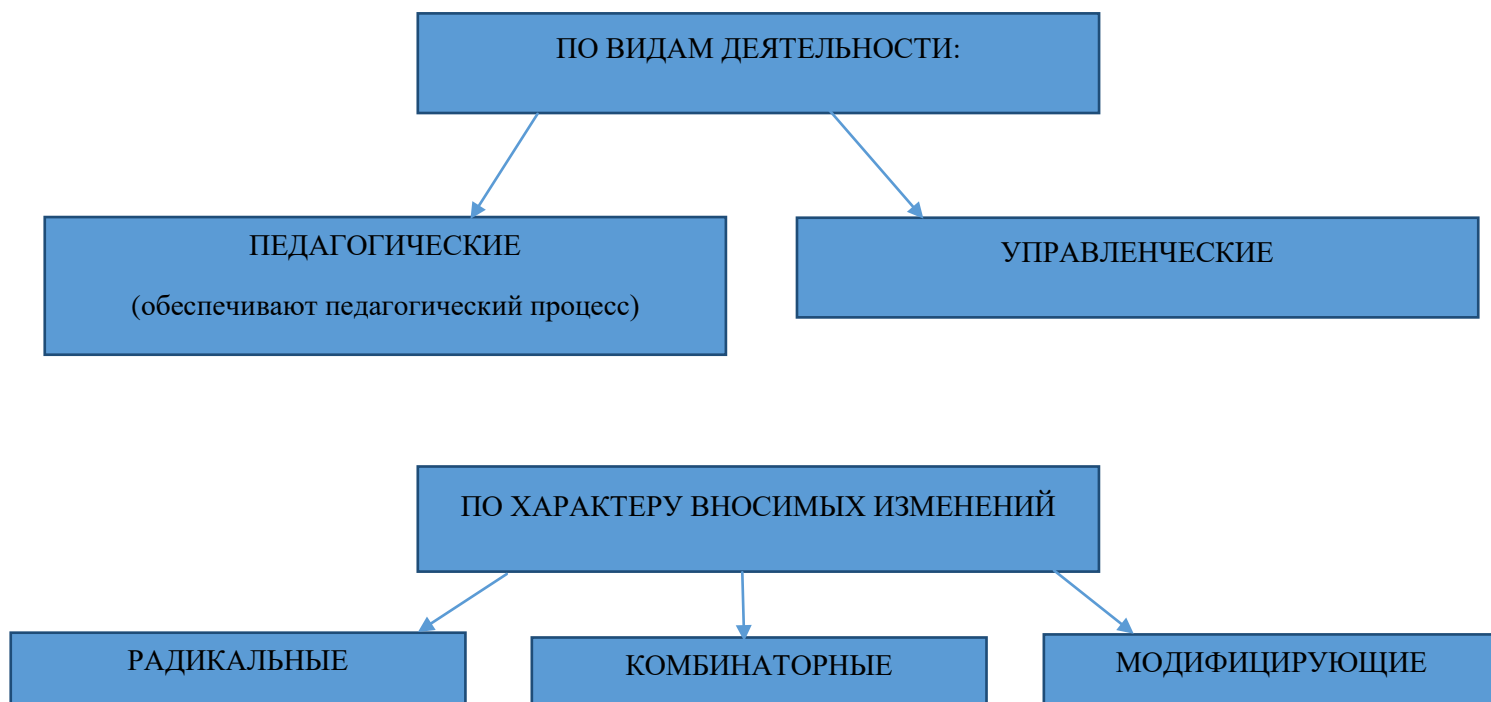 ПО ВИДАМ ДЕЯТЕЛЬНОСТИ:
ПЕДАГОГИЧЕСКИЕ
(обеспечивают педагогический процесс)
УПРАВЛЕНЧЕСКИЕ
ПО ХАРАКТЕРУ ВНОСИМЫХ ИЗМЕНЕНИЙ
РАДИКАЛЬНЫЕ
КОМБИНАТОРНЫЕ
МОДИФИЦИРУЮЩИЕ